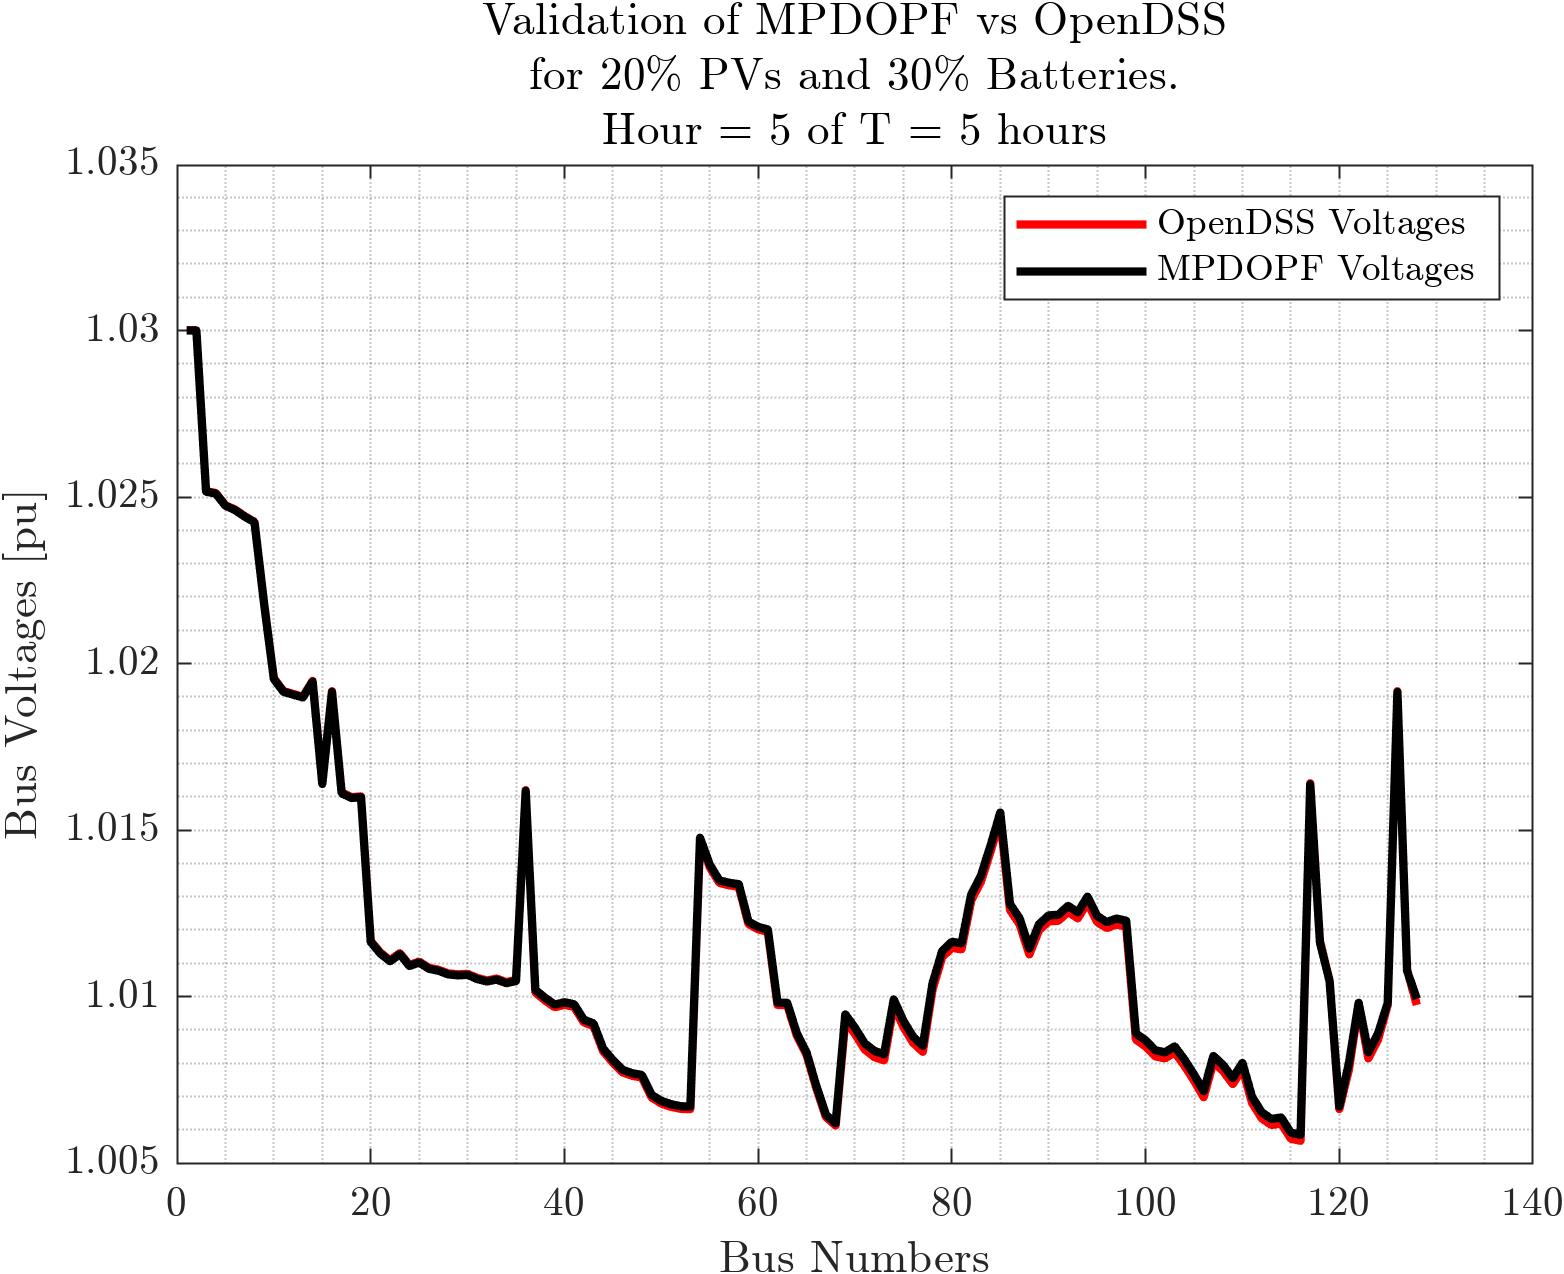 Validation of MPDOPF vs OpenDSS
for 20% PVs and 30% Batteries.
Hour = 5 of T = 5 hours
1.035
1.03
1.025
1.02
1.015
1.01
1.005
Bus Voltages [pu]
OpenDSS Voltages
MPDOPF Voltages
0 20 40 60 80 100 120 140
Bus Numbers